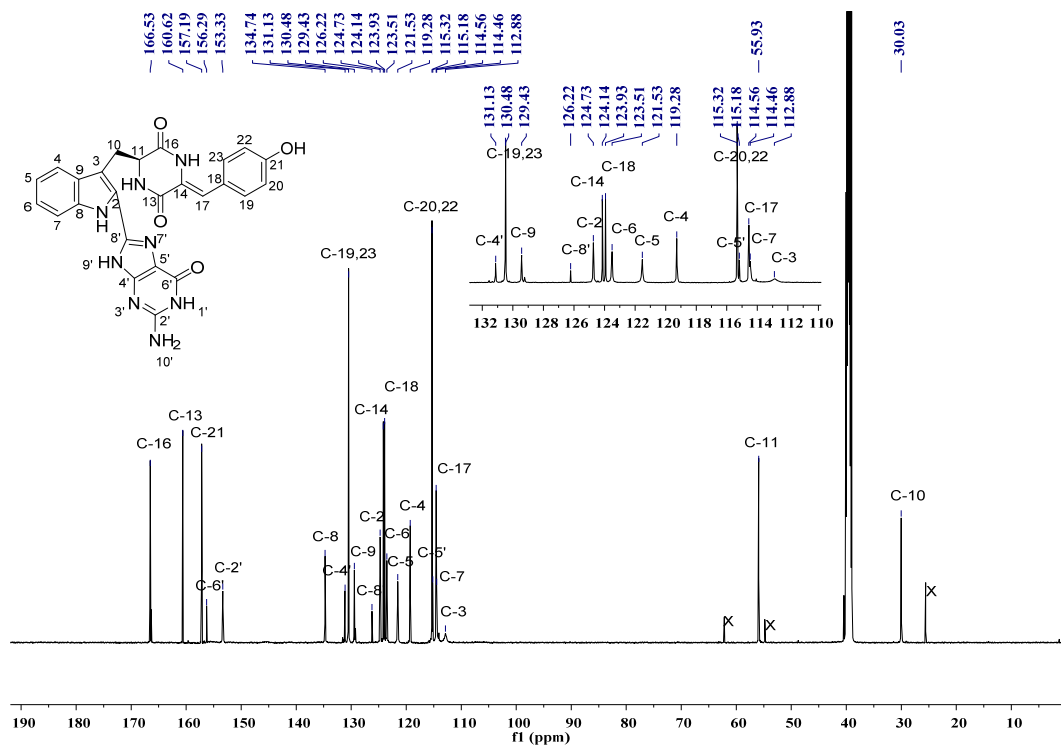 166.53
160.62
157.19
156.29
153.33
134.74
131.13
130.48
129.43
126.22
124.73
124.14
123.93
123.51
121.53
119.28
115.32
115.18
114.56
114.46
112.88
55.93
30.03
131.13
130.48
129.43
126.22
124.73
124.14
123.93
123.51
121.53
119.28
115.32
115.18
114.56
114.46
112.88
C-19,23
C-18
C-20,22
C-14
C-17
C-2
C-6
C-4
C-4'
C-9
C-8'
C-5
C-5'
C-7
C-3
132 130 128 126 124 122 120 118 116 114 112 110
10
11
16
O
NH
22
23
OH
21
4
3
9
HN
14
18
20
5
13
17
19
6
2
O
7
8
N
H
8'
N
7'
9'
HN
5'
O
4'
6'
3'
N
NH
1'
2'
NH2
10'
C-20,22
C-19,23
C-18
C-14
C-13
C-16
C-21
C-17
C-11
C-10
C-4
C-2
C-8
C-6
C-9
C-5'
C-4'
C-5
C-7
C-2'
C-6'
C-8
C-3
X
X
X
190 180 170 160 150 140 130 120 110 100 90 80 70 60 50 40 30 20 10
f1 (ppm)